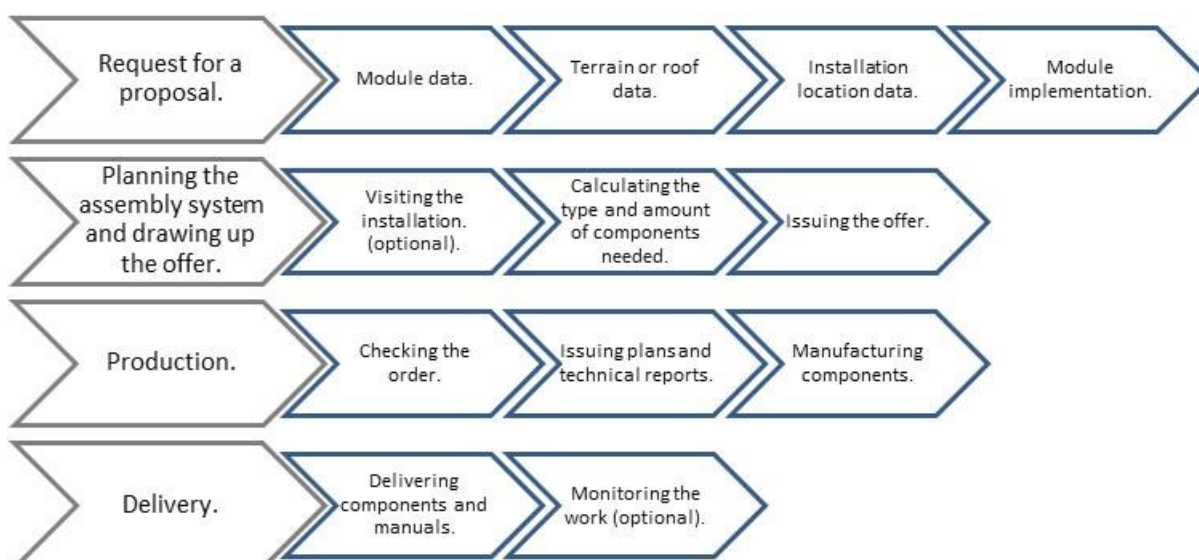 Request for a
proposal.
Module data.
Terrain or roof
data.
Installation
location data.
Module
implementation.
Planning the
assembly system
and drawing up
the offer.
Visiting the
installation.
(optional).
Calculating the
type and amount
of components
needed.
Issuing the offer.
Production.
Checking the
order.
Issuing plans and
technical reports.
Manufacturing
components.
Delivery.
Delivering
components and
manuals.
Monitoring the
work (optional).